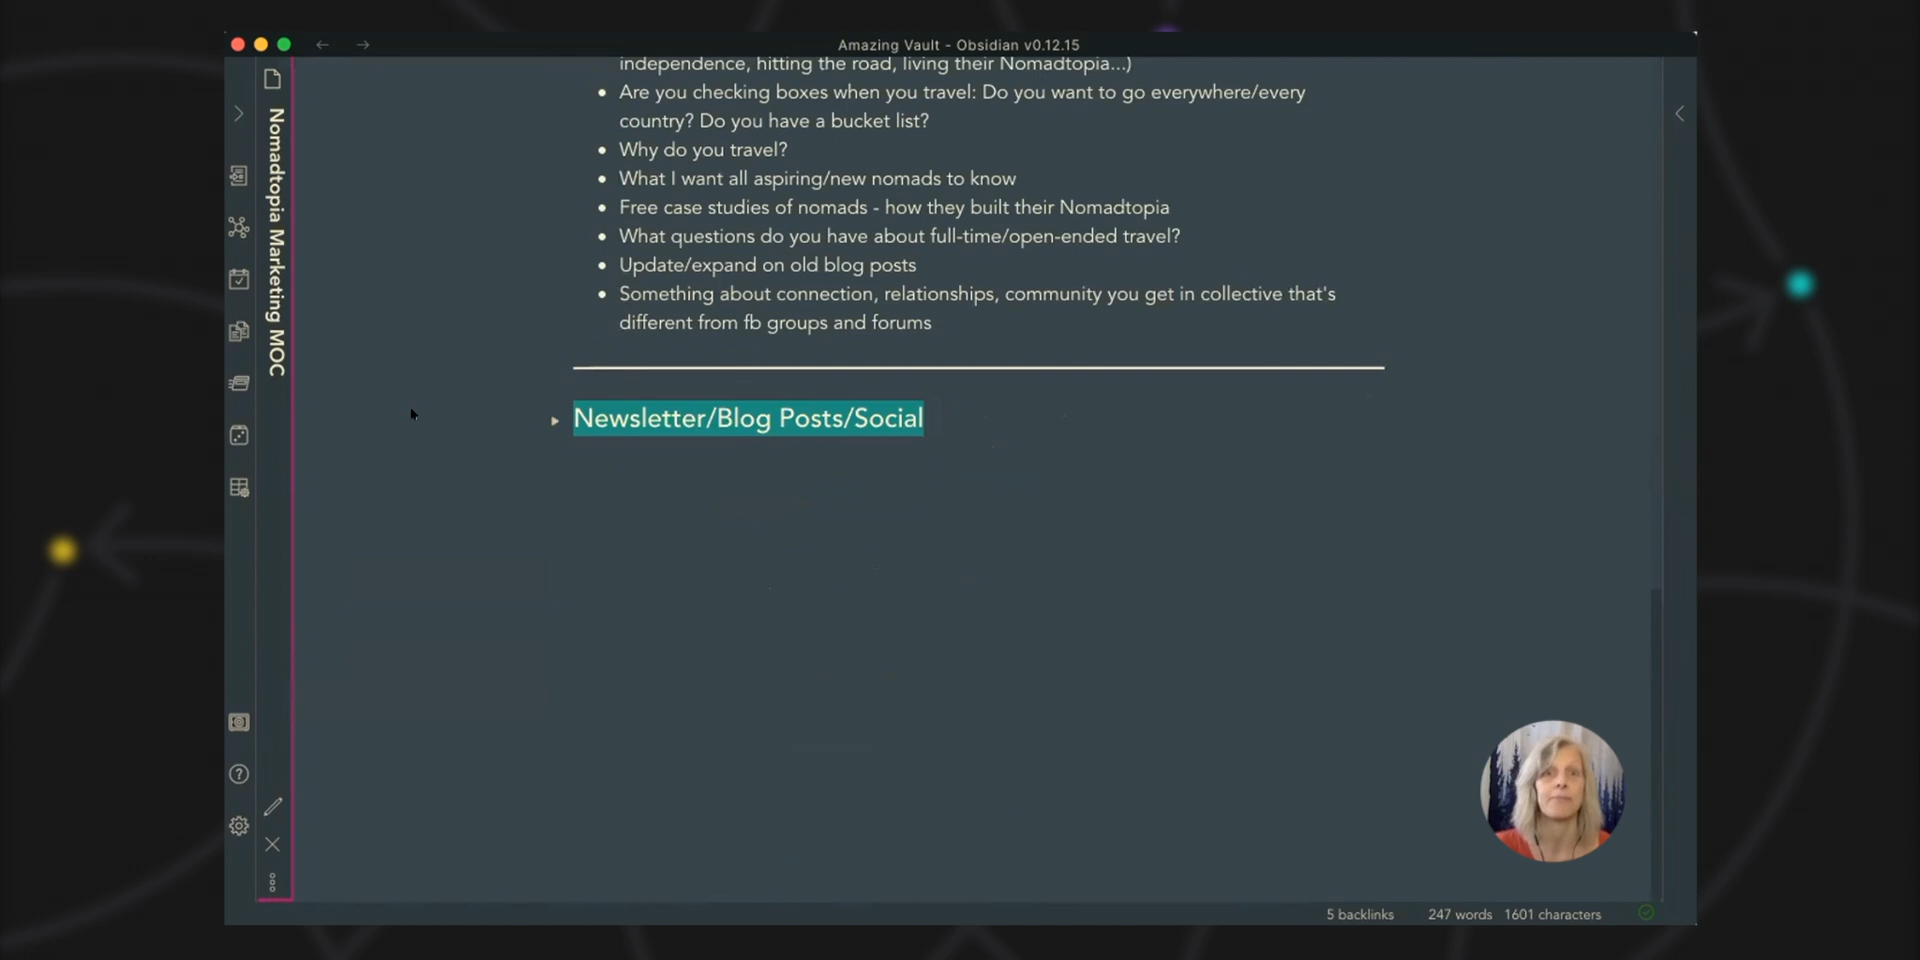 Amazing Vault - Obsidian v0.12.15
Nomadtopia Marketing MOC
independence, hitting the road, living their Nomadtopia...)
• Are you checking boxes when you travel: Do you want to go everywhere/every
country? Do you have a bucket list?
• Why do you travel?
• What I want all aspiring/new nomads to know
• Free case studies of nomads - how they built their Nomadtopia
• What questions do you have about full-time/open-ended travel?
• Update/expand on old blog posts
• Something about connection, relationships, community you get in collective that's
different from fb groups and forums
Newsletter/Blog Posts/Social
5 backlinks 247 words 1601 characters